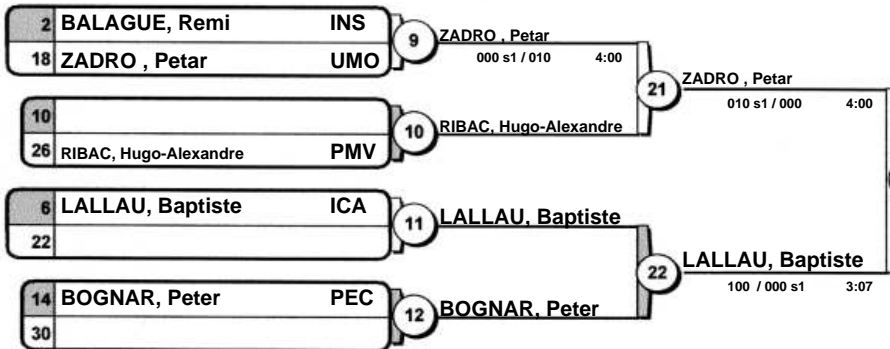 2 BALAGUE, Remi INS
18 ZADRO , Petar UMO
9
ZADRO , Petar
000 s1 / 010 4:00
10
26 RIBAC, Hugo-Alexandre PMV
10
RIBAC, Hugo-Alexandre
21
ZADRO , Petar
010 s1 / 000 4:00
6 LALLAU, Baptiste ICA
22
11
LALLAU, Baptiste
14 BOGNAR, Peter PEC
30
12
BOGNAR, Peter
22
LALLAU, Baptiste
100 / 000 s1 3:07